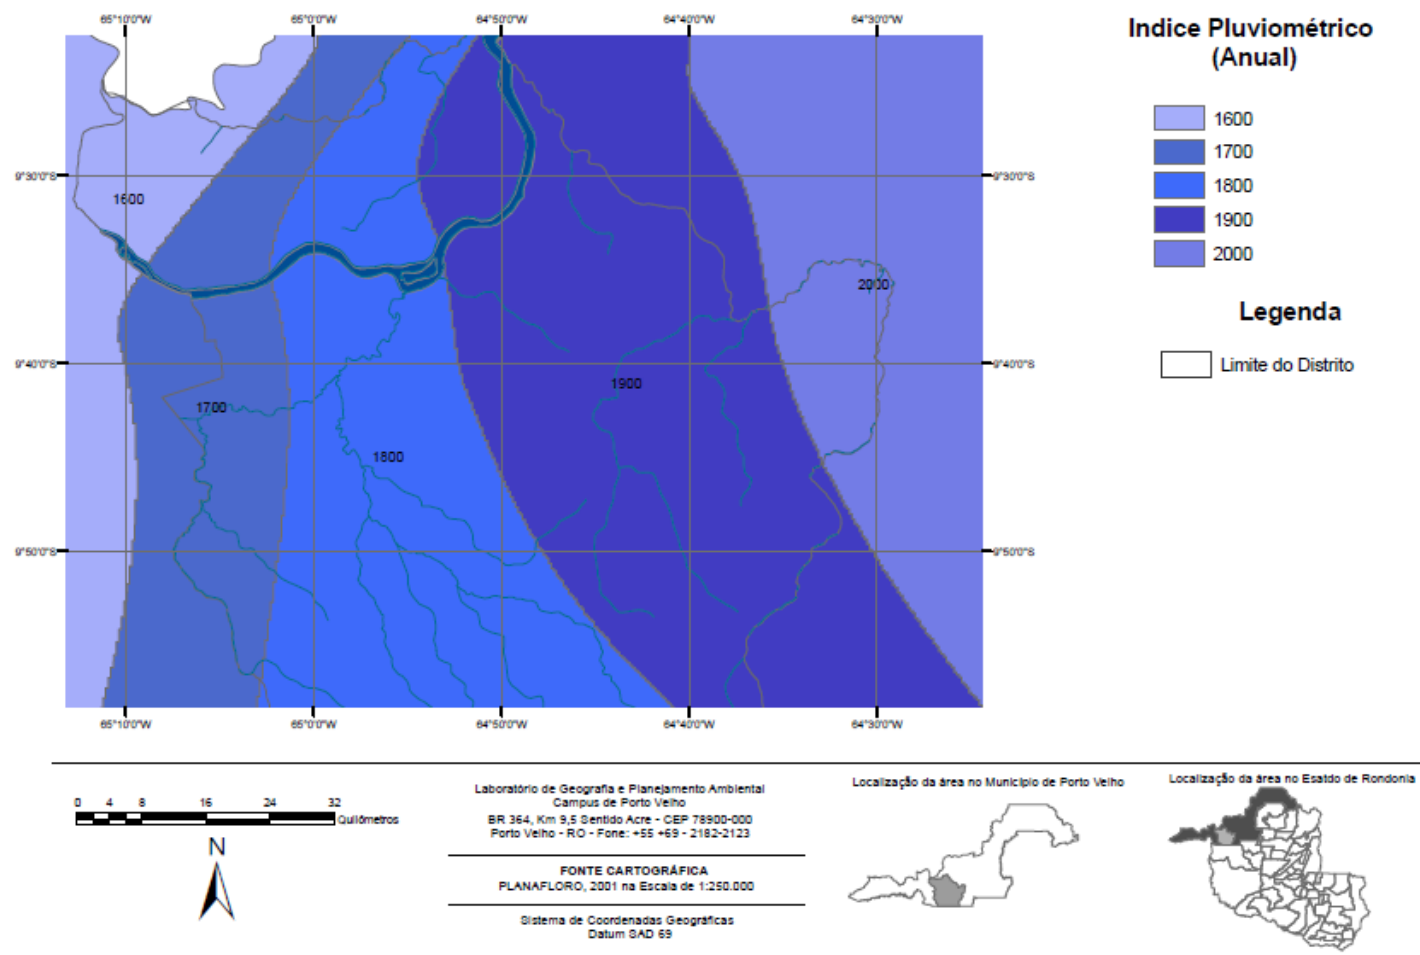 65°10'0"W 65°0'0"W 64°50'0"W 64°40'0"W 64°30'0"W
Indice Pluviométrico
(Anual)
1600
1700
1800
1900
2000
Legenda
Limite do Distrito
9°30'0"S 9°30'0"S
1600
2000
9°40'0"S 9°40'0"S
1900
1700
1800
9°50'0"S 9°50'0"S
65°10'0"W 65°0'0"W 64°50'0"W 64°40'0"W 64°30'0"W
0 4 8 16 24 32
Quilômetros
N
Laboratório de Geografia e Planejamento Ambiental
Campus de Porto Velho
BR 364, Km 9,5 Sentido Acre - CEP 78900-000
Porto Velho - RO - Fone: +55 +69 - 2182-2123
FONTE CARTOGRÁFICA
PLANAFLORO, 2001 na Escala de 1:250.000
Sistema de Coordenadas Geográficas
Datum SAD 69
Localização da área no Município de Porto Velho
Localização da área no Esatdo de Rondonia